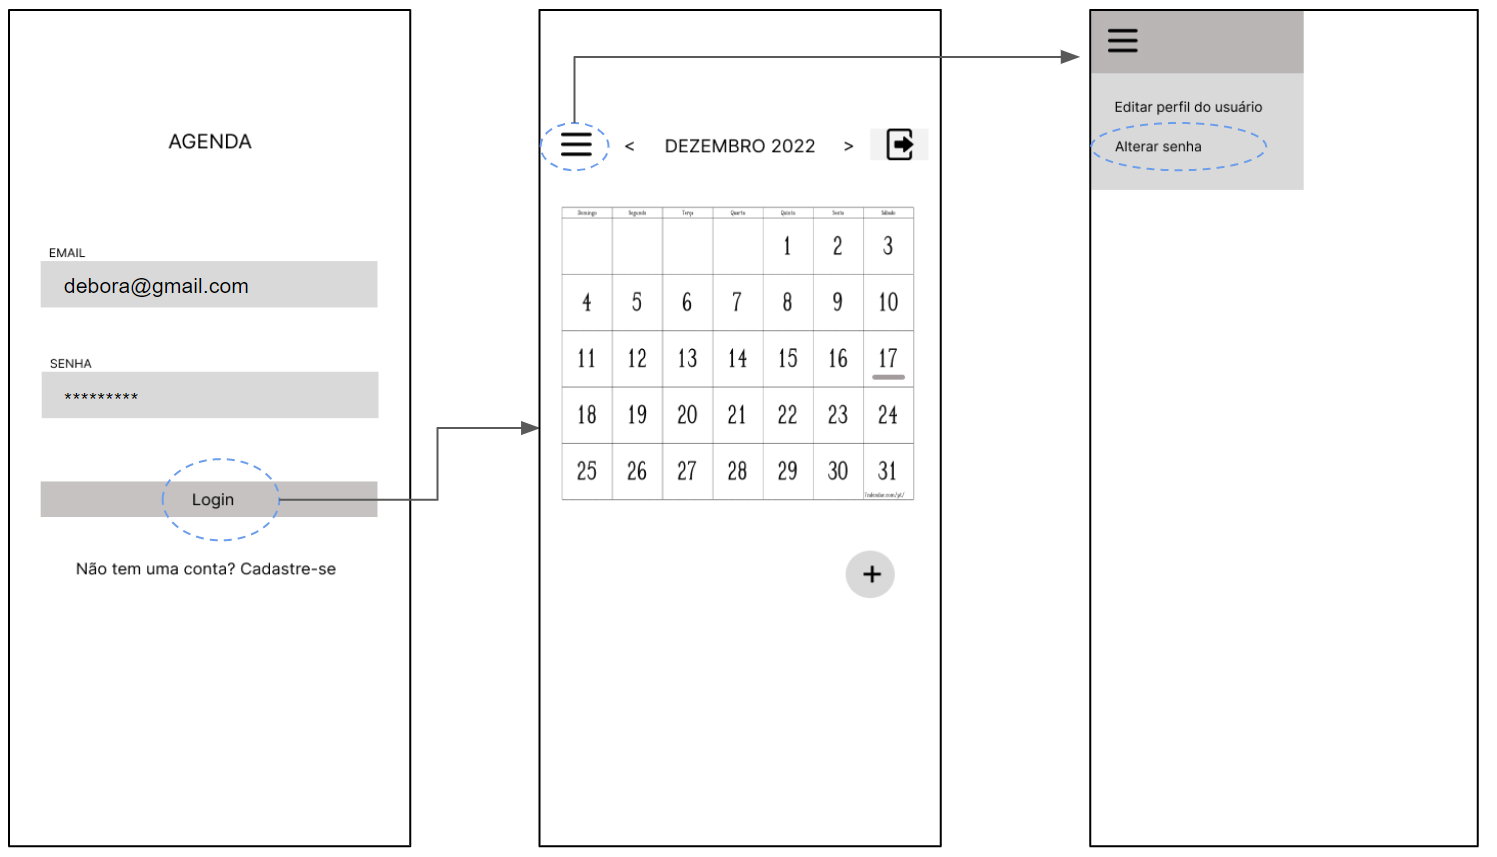 AGENDA
EMAIL
debora@gmail.com
SENHA
*********
Login
Não tem uma conta? Cadastre-se
< DEZEMBRO 2022 >
Domingo Segunda Terça Quarta Quinta Sexta Sábado
1 2 3
4 5 6 7 8 9 10
11 12 13 14 15 16 17
18 19 20 21 22 23 24
25 26 27 28 29 30 31
7calendar.com/pt/
+
Editar perfil do usuário
Alterar senha